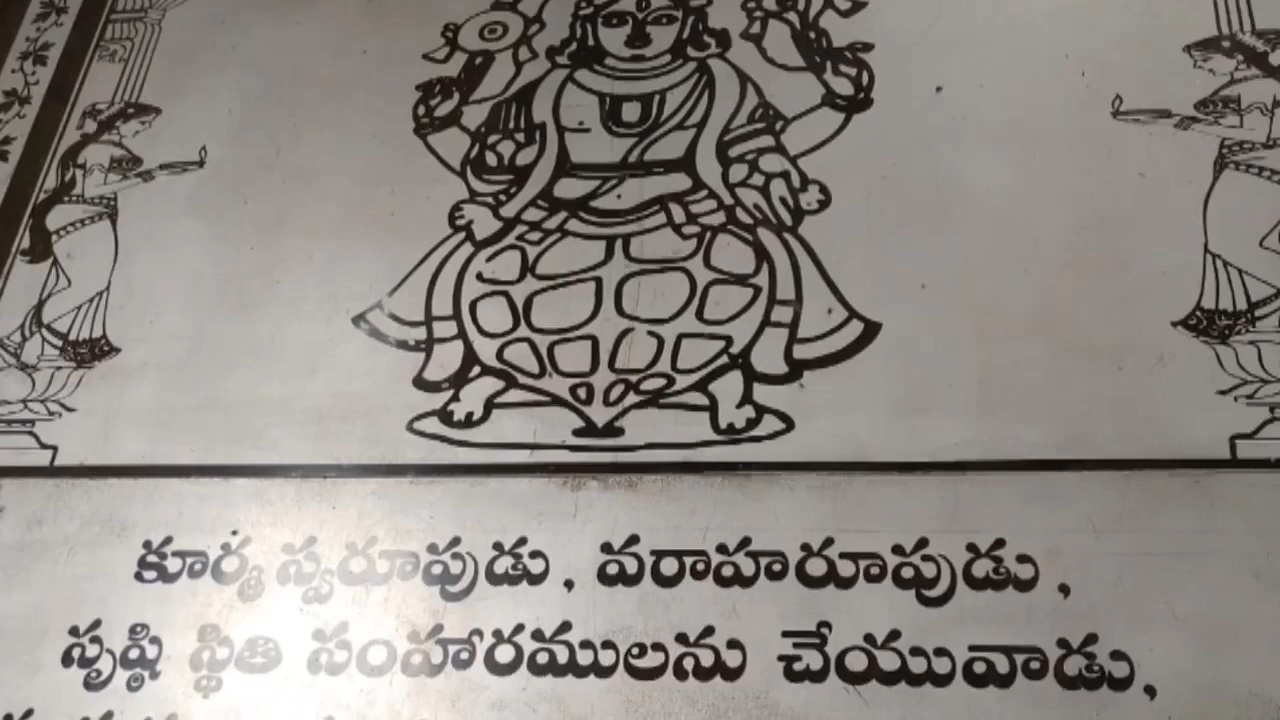 కూర్మ స్వరూపుడు, వరాహరూపుడు,
సృష్ఠి స్థితి సంహారములను చేయువాడు,